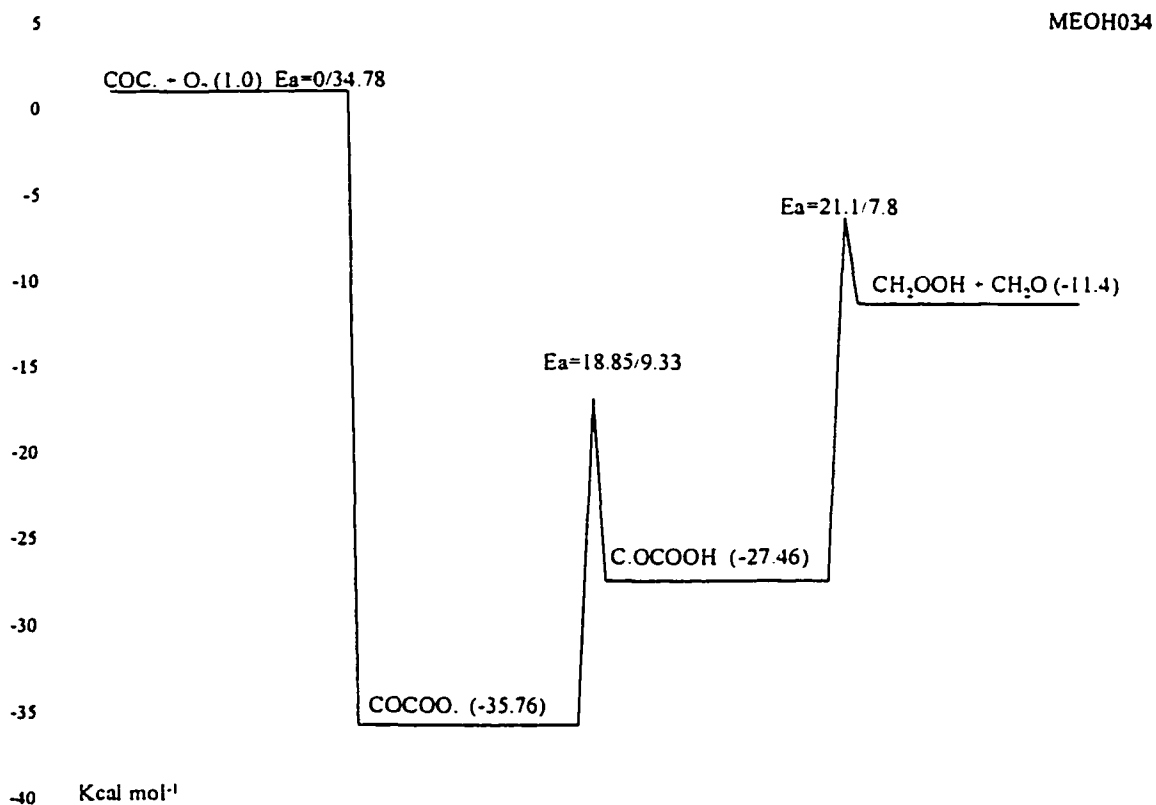 5
MEOH034
COC. + O₂ (1.0) Ea=0/34.78
0
-5
Ea=21.1/7.8
-10
CH₂OOH + CH₂O (-11.4)
-15
Ea=18.85/9.33
-20
-25
C.OCOOH (-27.46)
-30
COCOO. (-35.76)
-35
-40
Kcal mol⁻¹